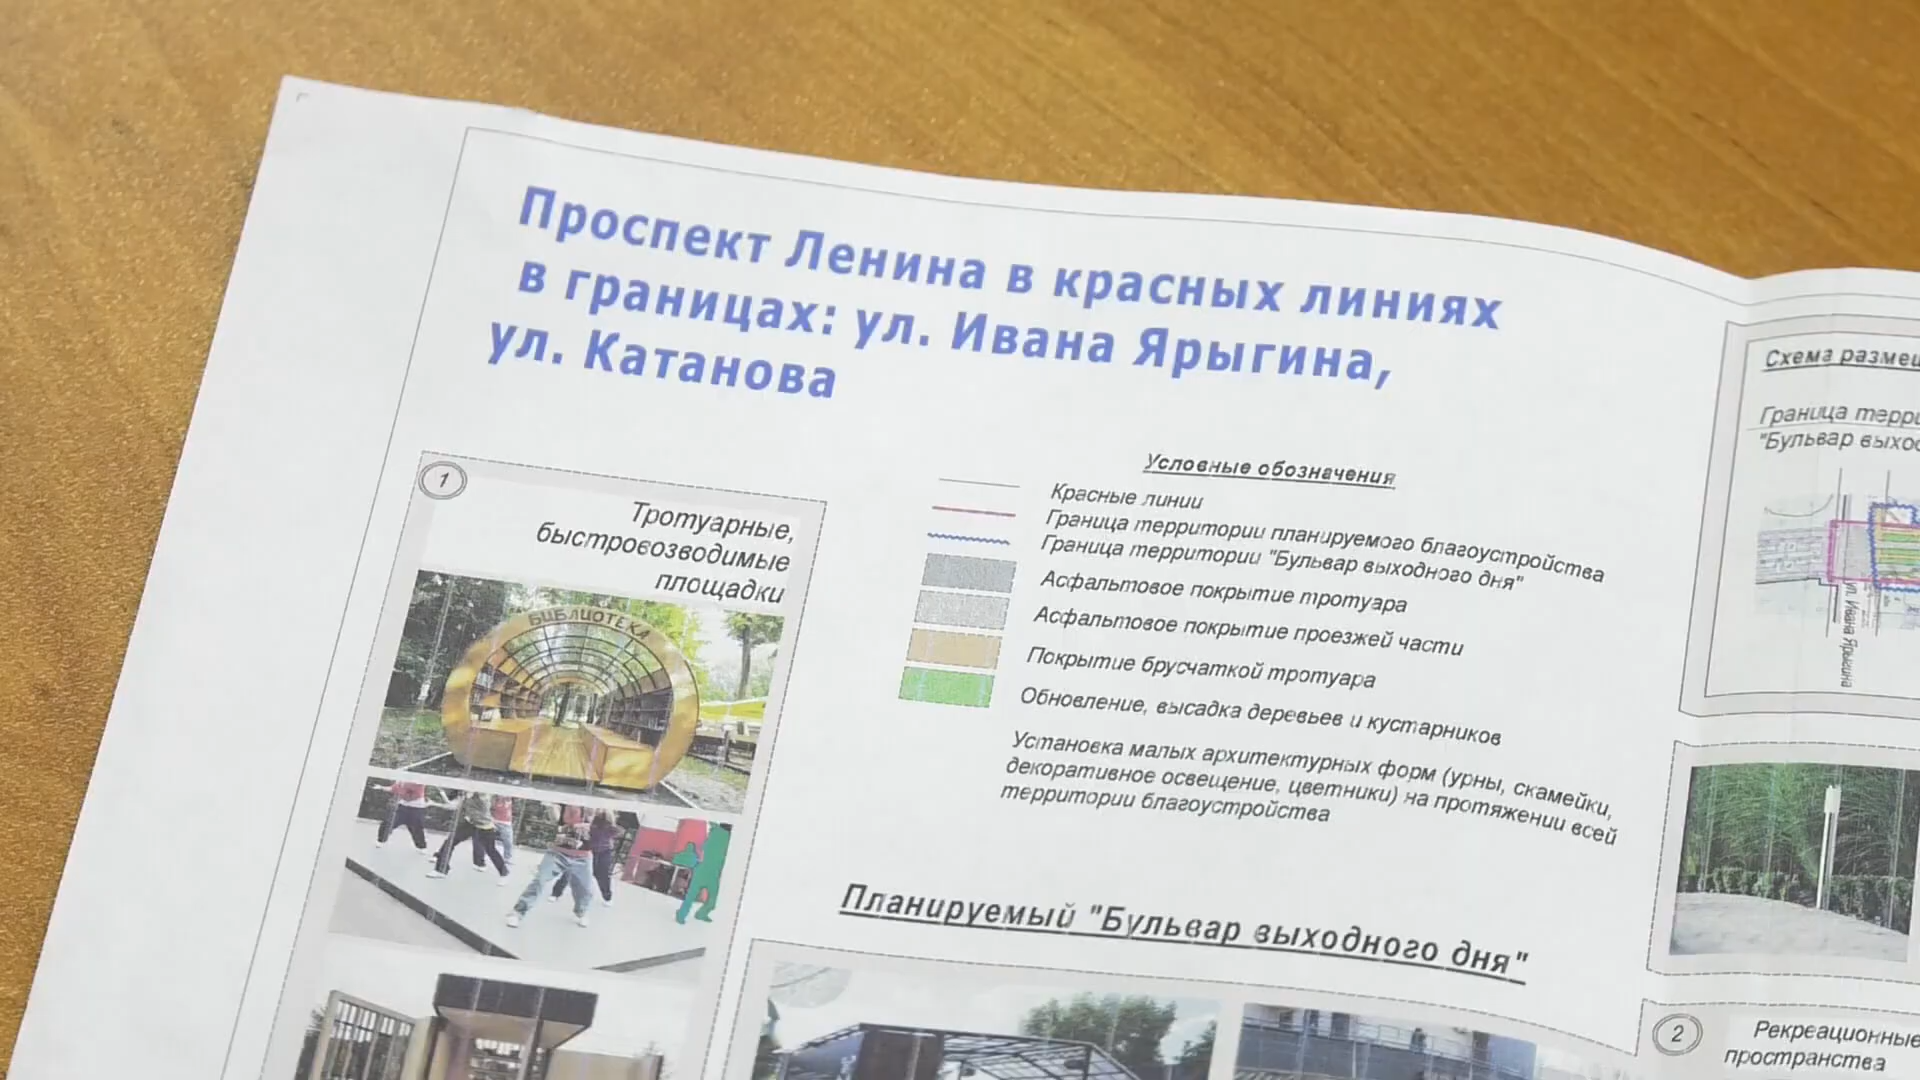 Проспект Ленина в красных линиях
в границах: ул. Ивана Ярыгина,
ул. Катанова
1
Тротуарные,
быстровозводимые
площадки
БИБЛИОТЕКА
Условные обозначения
Красные линии
Граница территории планируемого благоустройства
Граница территории "Бульвар выходного дня"
Асфальтовое покрытие тротуара
Асфальтовое покрытие проезжей части
Покрытие брусчаткой тротуара
Обновление, высадка деревьев и кустарников
Установка малых архитектурных форм (урны, скамейки,
декоративное освещение, цветники) на протяжении всей
территории благоустройства
Планируемый "Бульвар выходного дня"
Схема
Граница
"Бульвар
ул. Ивана Ярыгина
2
Рекреационные
пространства